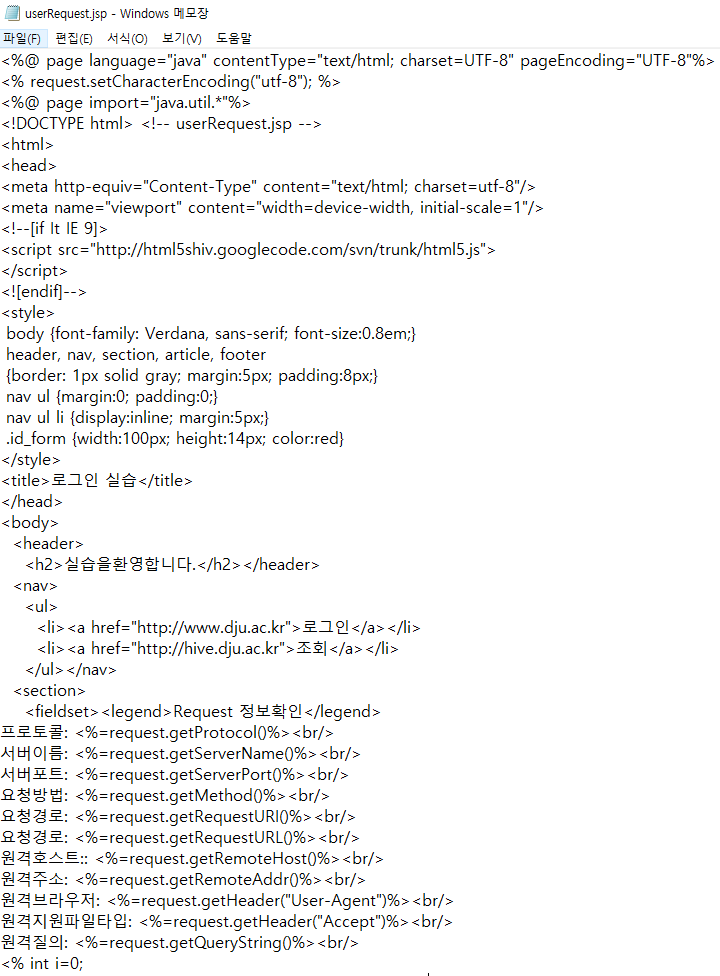 userRequest.jsp - Windows 메모장
파일(F) 편집(E) 서식(O) 보기(V) 도움말
<%@ page language="java" contentType="text/html; charset=UTF-8" pageEncoding="UTF-8"%>
<% request.setCharacterEncoding("utf-8"); %>
<%@ page import="java.util.*"%>
<!DOCTYPE html> <!-- userRequest.jsp -->
<html>
<head>
<meta http-equiv="Content-Type" content="text/html; charset=utf-8"/>
<meta name="viewport" content="width=device-width, initial-scale=1"/>
<!--[if lt IE 9]>
<script src="http://html5shiv.googlecode.com/svn/trunk/html5.js">
</script>
<![endif]-->
<style>
 body {font-family: Verdana, sans-serif; font-size:0.8em;}
 header, nav, section, article, footer
 {border: 1px solid gray; margin:5px; padding:8px;}
 nav ul {margin:0; padding:0;}
 nav ul li {display:inline; margin:5px;}
 .id_form {width:100px; height:14px; color:red}
</style>
<title>로그인 실습</title>
</head>
<body>
  <header>
    <h2>실습을환영합니다.</h2></header>
  <nav>
    <ul>
      <li><a href="http://www.dju.ac.kr">로그인</a></li>
      <li><a href="http://hive.dju.ac.kr">조회</a></li>
    </ul></nav>
  <section>
    <fieldset><legend>Request 정보확인</legend>
프로토콜: <%=request.getProtocol()%><br/>
서버이름: <%=request.getServerName()%><br/>
서버포트: <%=request.getServerPort()%><br/>
요청방법: <%=request.getMethod()%><br/>
요청경로: <%=request.getRequestURI()%><br/>
요청경로: <%=request.getRequestURL()%><br/>
원격호스트:: <%=request.getRemoteHost()%><br/>
원격주소: <%=request.getRemoteAddr()%><br/>
원격브라우저: <%=request.getHeader("User-Agent")%><br/>
원격지원파일타입: <%=request.getHeader("Accept")%><br/>
원격질의: <%=request.getQueryString()%><br/>
<% int i=0;